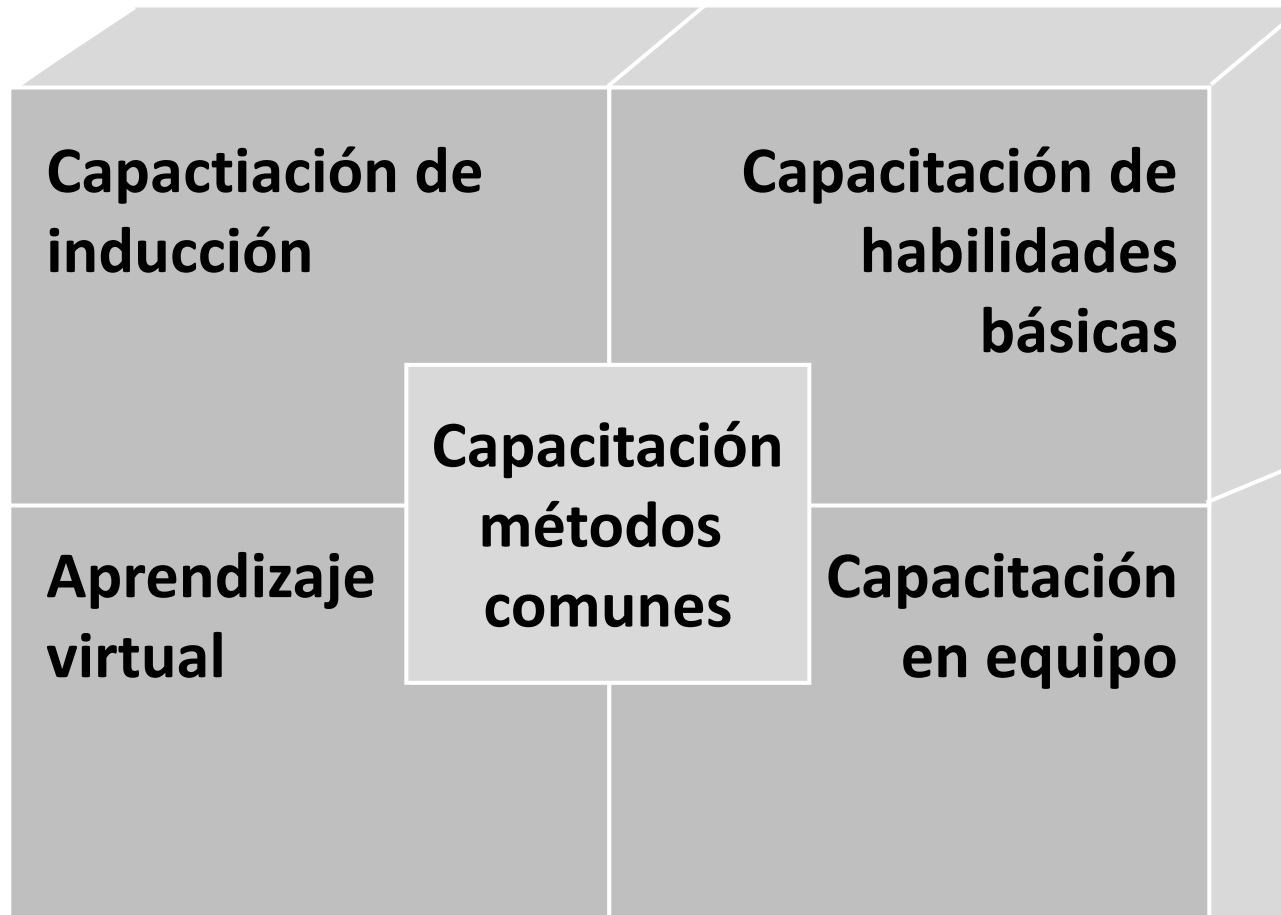 Capactiación de
inducción
Capacitación de
habilidades
básicas
Capacitación
métodos
comunes
Aprendizaje
virtual
Capacitación
en equipo